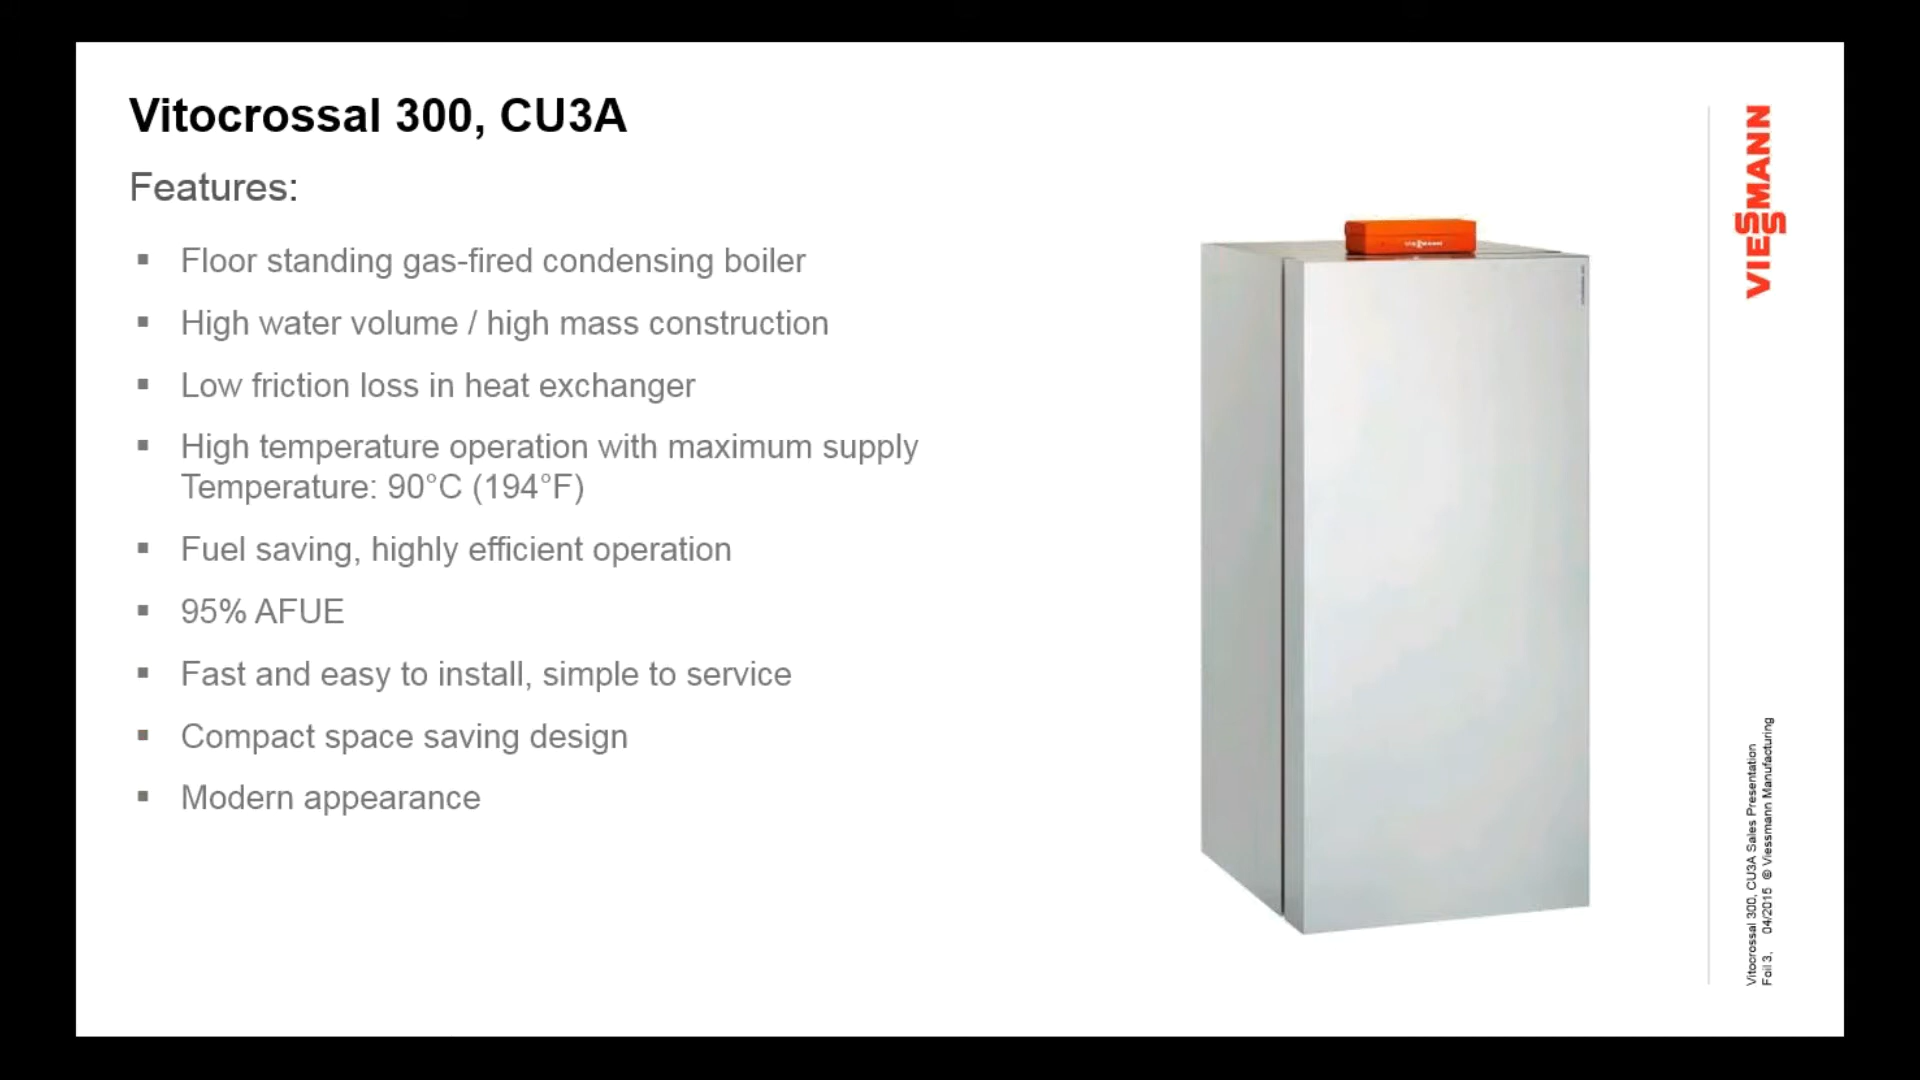 Vitocrossal 300, CU3A
Features:
▪ Floor standing gas-fired condensing boiler
▪ High water volume / high mass construction
▪ Low friction loss in heat exchanger
▪ High temperature operation with maximum supply
Temperature: 90°C (194°F)
▪ Fuel saving, highly efficient operation
▪ 95% AFUE
▪ Fast and easy to install, simple to service
▪ Compact space saving design
▪ Modern appearance
VIESSMANN
VIESSMANN
Vitocrossal 300, CU3A Sales Presentation
Foil 3, 04/2015 © Viessmann Manufacturing